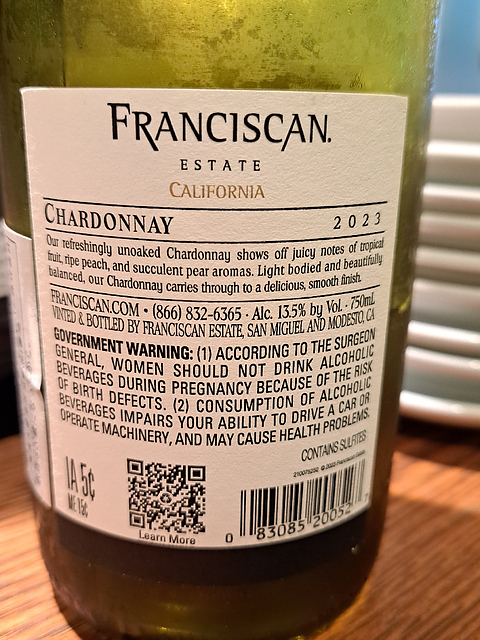 FRANCISCAN.
ESTATE
CALIFORNIA
CHARDONNAY 2023
Our refreshingly unoaked Chardonnay shows off juicy notes of tropical
fruit, ripe peach, and succulent pear aromas. Light bodied and beautifully
balanced, our Chardonnay carries through to a delicious, smooth finish.
FRANCISCAN.COM • (866) 832-6365 · Alc. 13.5% by Vol. · 750mL
VINTED & BOTTLED BY FRANCISCAN ESTATE, SAN MIGUEL AND MODESTO, CA
GOVERNMENT WARNING: (1) ACCORDING TO THE SURGEON
GENERAL, WOMEN SHOULD NOT DRINK ALCOHOLIC
BEVERAGES DURING PREGNANCY BECAUSE OF THE RISK
OF BIRTH DEFECTS. (2) CONSUMPTION OF ALCOHOLIC
BEVERAGES IMPAIRS YOUR ABILITY TO DRIVE A CAR OR
OPERATE MACHINERY, AND MAY CAUSE HEALTH PROBLEMS.
CONTAINS SULFITES
Franciscan Estate
IA 5¢
ME 15¢
Learn More
0 83085 20052 7